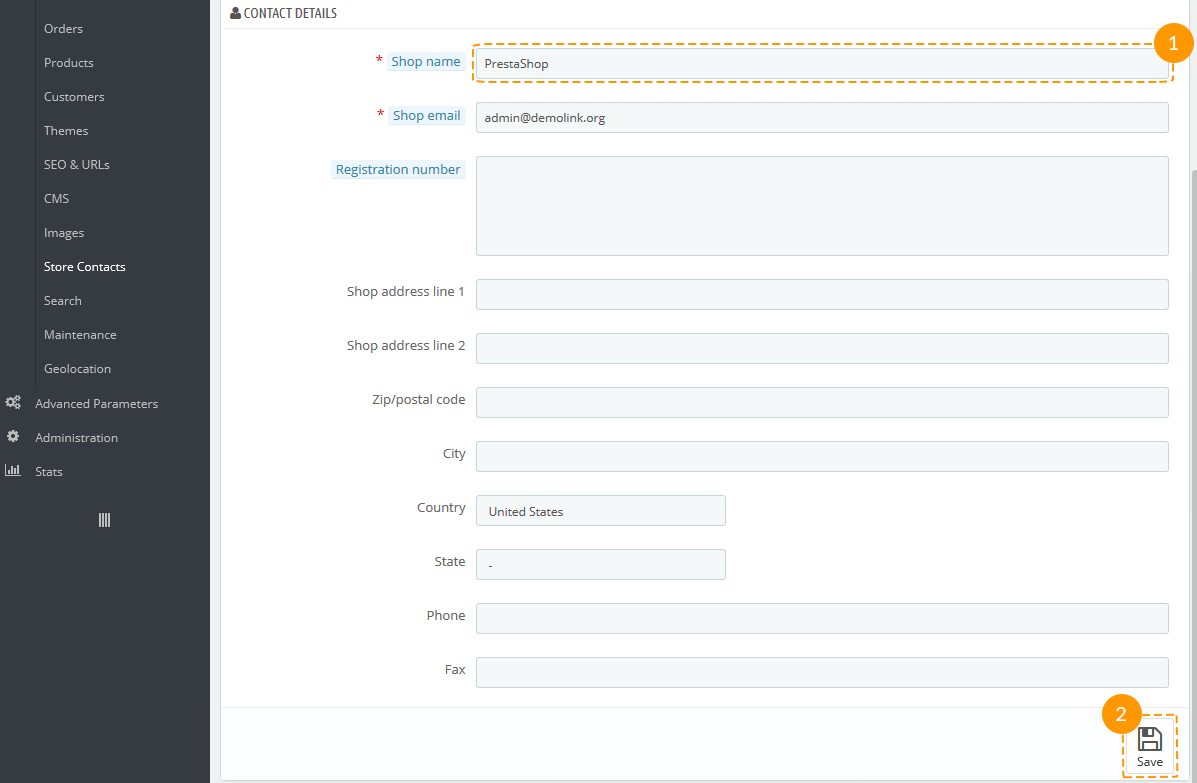 Orders
Products
Customers
Themes
SEO & URLs
CMS
Images
Store Contacts
Search
Maintenance
Geolocation
Advanced Parameters
Administration
Stats
CONTACT DETAILS
1
* Shop name
PrestaShop
* Shop email
admin@demolink.org
Registration number
Shop address line 1
Shop address line 2
Zip/postal code
City
Country
United States
State
-
Phone
Fax
2
Save